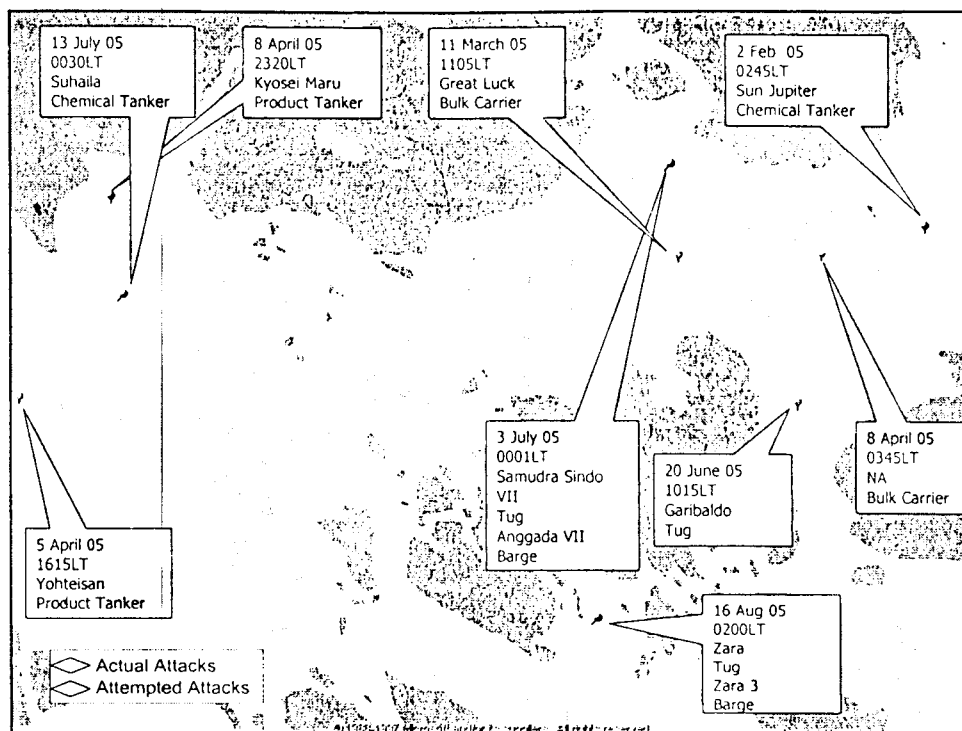 13 July 05
0030LT
Suhaila
Chemical Tanker
8 April 05
2320LT
Kyosei Maru
Product Tanker
11 March 05
1105LT
Great Luck
Bulk Carrier
2 Feb 05
0245LT
Sun Jupiter
Chemical Tanker
3 July 05
0001LT
Samudra Sindo
VII
Tug
Anggada VII
Barge
20 June 05
1015LT
Garibaldo
Tug
8 April 05
0345LT
NA
Bulk Carrier
5 April 05
1615LT
Yohteisan
Product Tanker
16 Aug 05
0200LT
Zara
Tug
Zara 3
Barge
Actual Attacks
Attempted Attacks